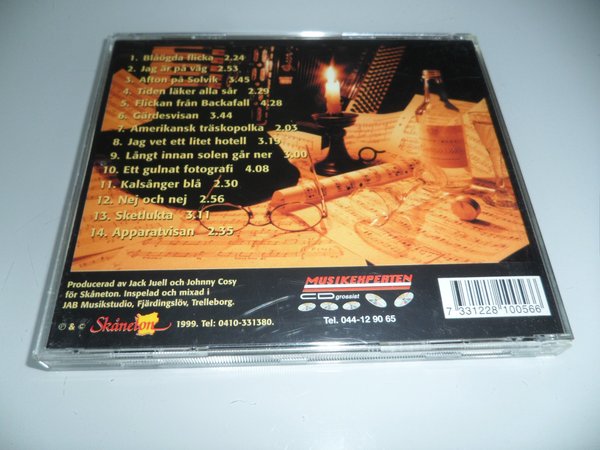 1. Blåögda flicka 2.24
2. Jag är på väg 2.53
3. Afton på Solvik 3.45
4. Tiden läker alla sår 2.29
5. Flickan från Backafall 4.28
6. Gärdesvisan 3.44
7. Amerikansk träskopolka 2.03
8. Jag vet ett litet hotell 3.19
9. Långt innan solen går ner 3.00
10. Ett gulnat fotografi 4.08
11. Kalsånger blå 2.30
12. Nej och nej 2.56
13. Sketlukta 3.11
14. Apparatvisan 2.35
Producerad av Jack Juell och Johnny Cosy
för Skåneton. Inspelad och mixad i
JAB Musikstudio, Fjärdingslöv, Trelleborg.
℗ & © Skåneton 1999. Tel: 0410-331380.
MUSIKEXPERTEN
CD grossist
Tel. 044-12 90 65
7 331228 100566